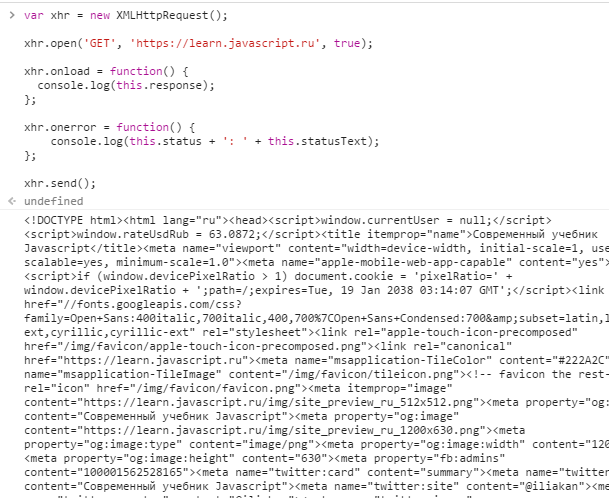 var xhr = new XMLHttpRequest();
xhr.open('GET', 'https://learn.javascript.ru', true);
xhr.onload = function() {
console.log(this.response);
};
xhr.onerror = function() {
console.log(this.status + ': ' + this.statusText);
};
xhr.send();
undefined
<!DOCTYPE html><html lang="ru"><head><script>window.currentUser = null;</script>
<script>window.rateUsdRub = 63.0872;</script><title itemprop="name">Современный учебник
Javascript</title><meta name="viewport" content="width=device-width, initial-scale=1, use
scalable=yes, minimum-scale=1.0"><meta name="apple-mobile-web-app-capable" content="yes">
<script>if (window.devicePixelRatio > 1) document.cookie = 'pixelRatio=' +
window.devicePixelRatio + ';path=/;expires=Tue, 19 Jan 2038 03:14:07 GMT';</script><link
href="//fonts.googleapis.com/css?
family=Open+Sans:400italic,700italic,400,700%7COpen+Sans+Condensed:700&amp;subset=latin,l
ext,cyrillic,cyrillic-ext" rel="stylesheet"><link rel="apple-touch-icon-precomposed"
href="/img/favicon/apple-touch-icon-precomposed.png"><link rel="canonical"
href="https://learn.javascript.ru"><meta name="msapplication-TileColor" content="#222A2C"
name="msapplication-TileImage" content="/img/favicon/tileicon.png"><!-- favicon the rest-
rel="icon" href="/img/favicon/favicon.png"><meta itemprop="image"
content="https://learn.javascript.ru/img/site_preview_ru_512x512.png"><meta property="og:
content="Современный учебник Javascript"><meta property="og:image"
content="https://learn.javascript.ru/img/site_preview_ru_1200x630.png"><meta
property="og:image:type" content="image/png"><meta property="og:image:width" content="120
<meta property="og:image:height" content="630"><meta property="fb:admins"
content="100001562528165"><meta name="twitter:card" content="summary"><meta name="twitter
content="Современный учебник Javascript"><meta name="twitter:site" content="@iliakan"><me